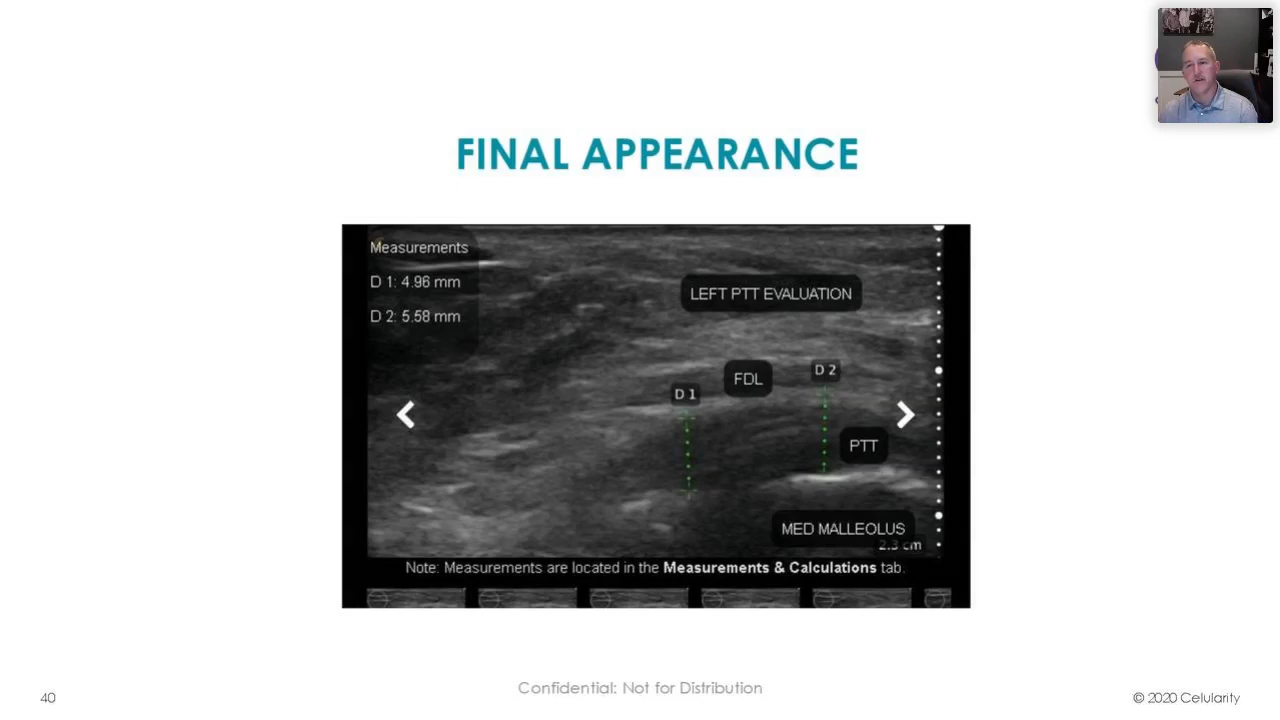 FINAL APPEARANCE
Measurements
D 1: 4.96 mm
D 2: 5.58 mm
LEFT PTT EVALUATION
D 2
FDL
D 1
PTT
MED MALLEOLUS
2.3 cm
Note: Measurements are located in the Measurements & Calculations tab.
Confidential: Not for Distribution
40
© 2020 Celularity